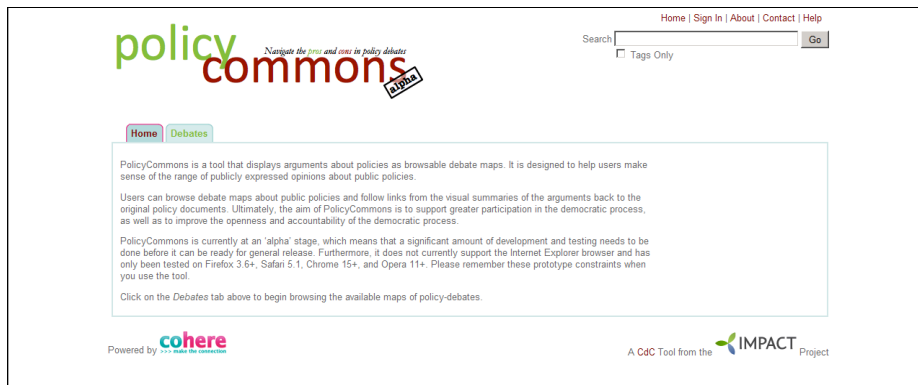 Home | Sign In | About | Contact | Help
policy
Navigate the pros and cons in policy debates
commons
alpha
Search
Go
Tags Only
Home
Debates
PolicyCommons is a tool that displays arguments about policies as browsable debate maps. It is designed to help users make
sense of the range of publicly expressed opinions about public policies.
Users can browse debate maps about public policies and follow links from the visual summaries of the arguments back to the
original policy documents. Ultimately, the aim of PolicyCommons is to support greater participation in the democratic process,
as well as to improve the openness and accountability of the democratic process.
PolicyCommons is currently at an 'alpha' stage, which means that a significant amount of development and testing needs to be
done before it can be ready for general release. Furthermore, it does not currently support the Internet Explorer browser and has
only been tested on Firefox 3.6+, Safari 5.1, Chrome 15+, and Opera 11+. Please remember these prototype constraints when
you use the tool.
Click on the Debates tab above to begin browsing the available maps of policy-debates.
Powered by cohere
>>> make the connection
A CdC Tool from the IMPACT Project